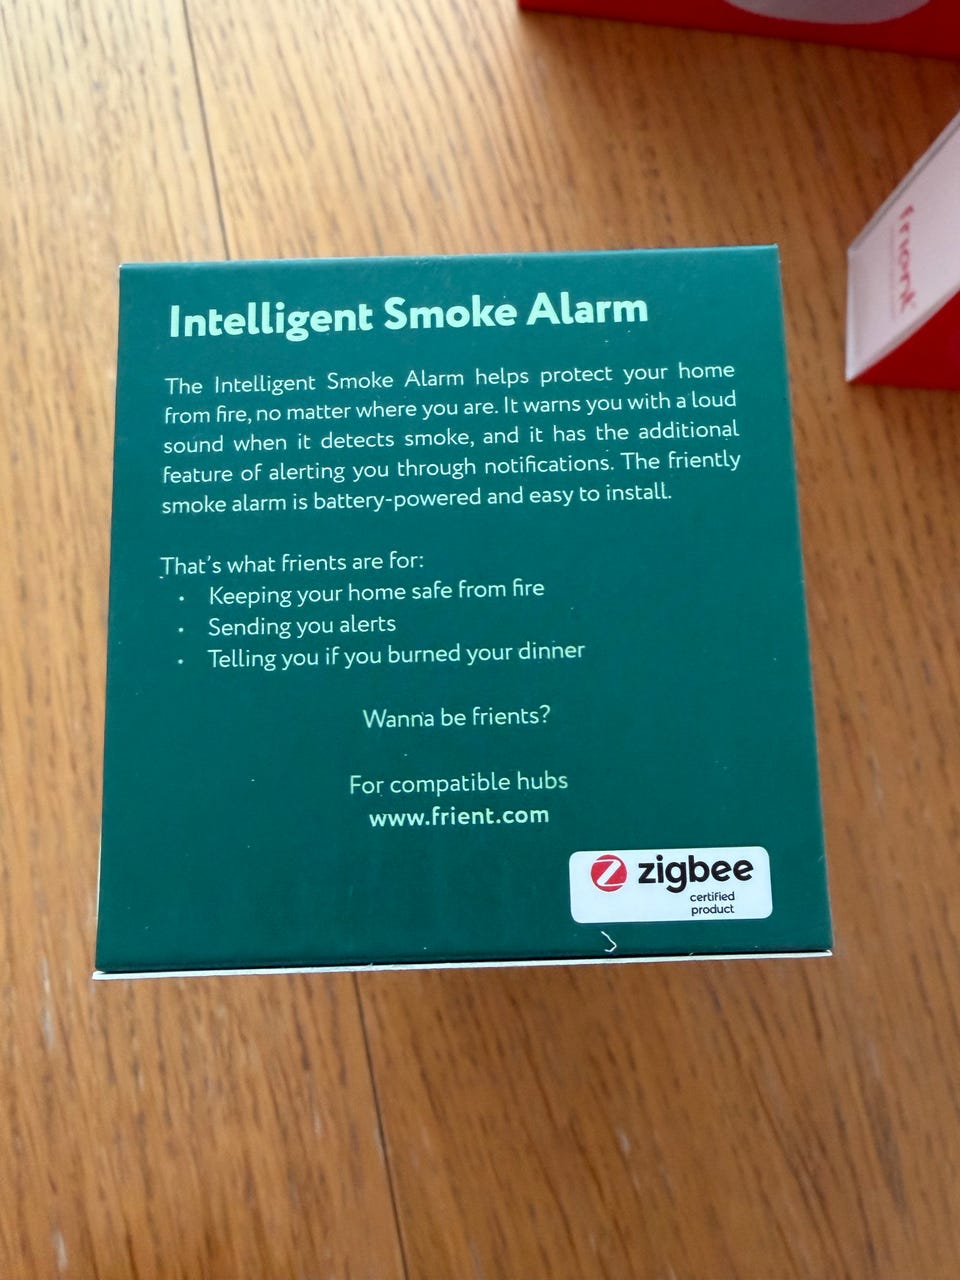 Intelligent Smoke Alarm
The Intelligent Smoke Alarm helps protect your home
from fire, no matter where you are. It warns you with a loud
sound when it detects smoke, and it has the additional
feature of alerting you through notifications. The friently
smoke alarm is battery-powered and easy to install.
That's what frients are for:
• Keeping your home safe from fire
• Sending you alerts
• Telling you if you burned your dinner
Wanna be frients?
For compatible hubs
www.frient.com
zigbee
certified
product
frient